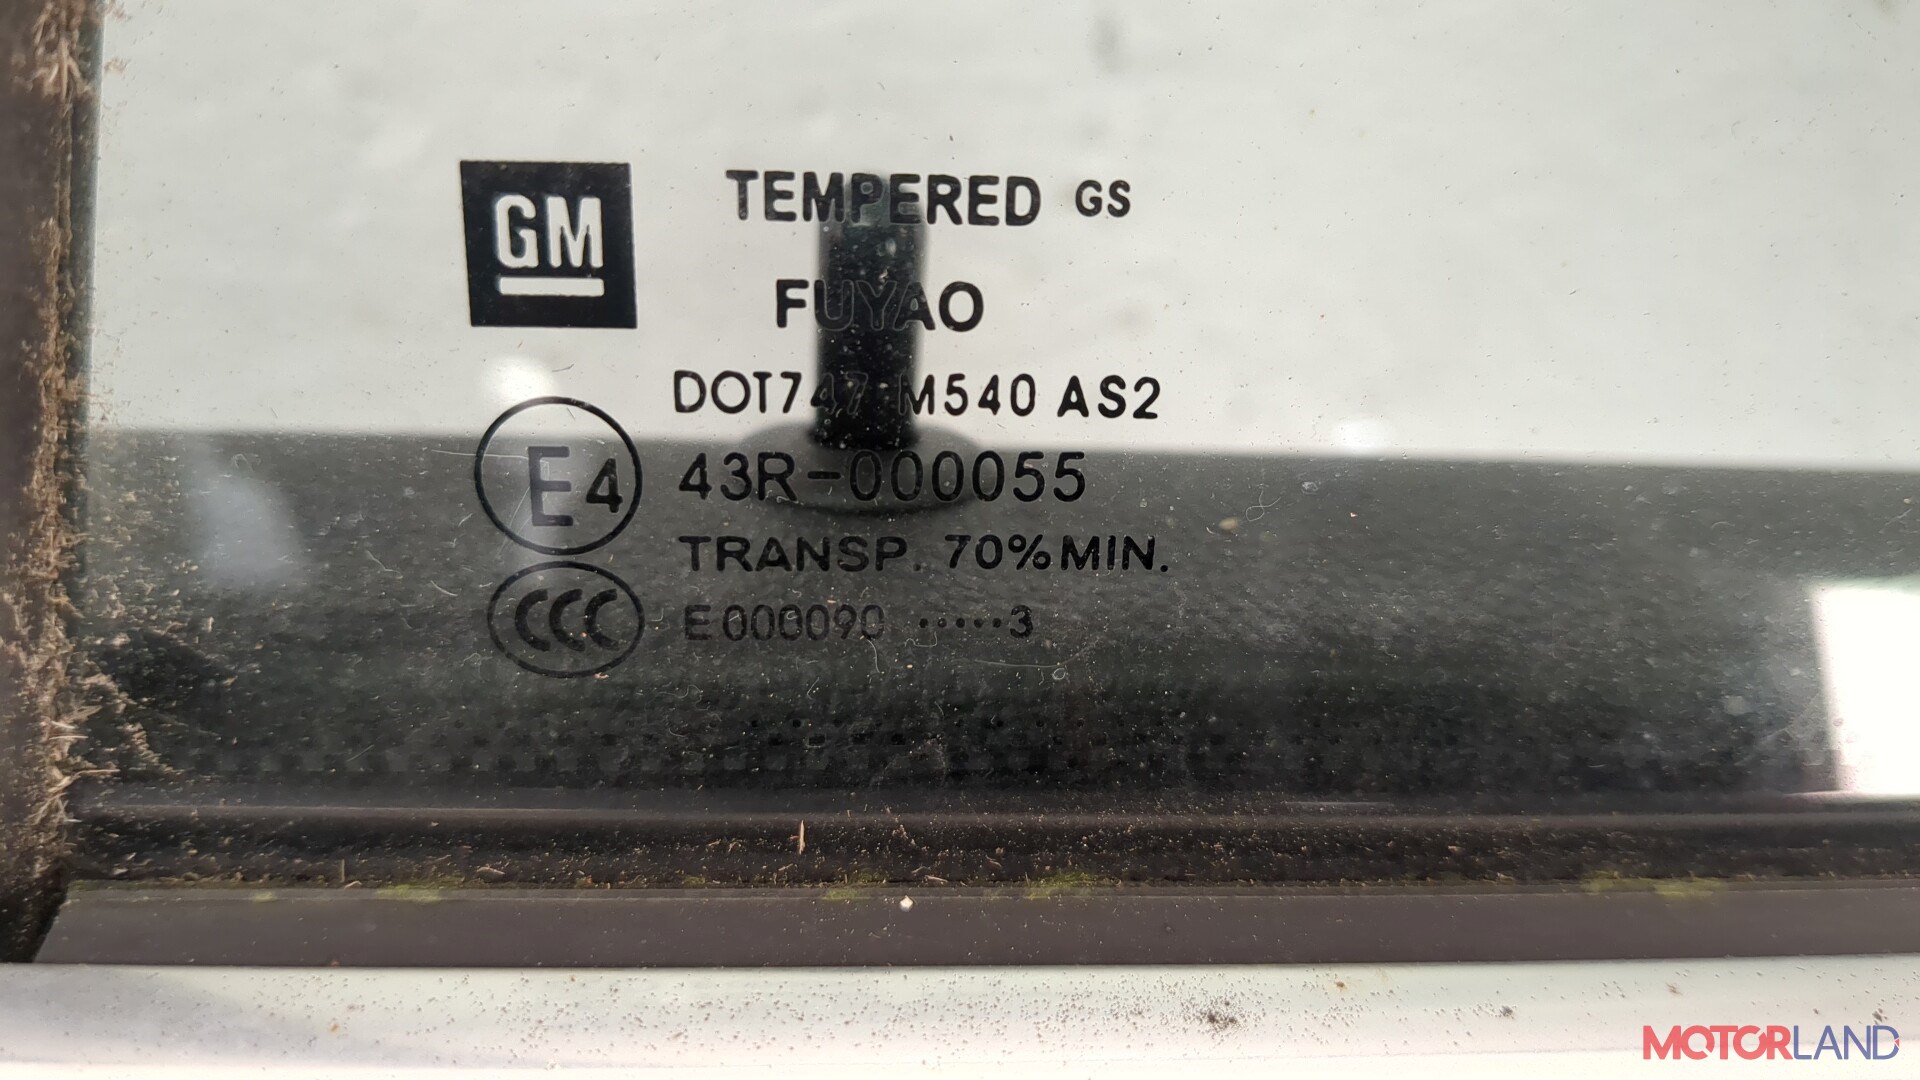 GM
TEMPERED GS
FUYAO
DOT747 M540 AS2
E4 43R-000055
TRANSP. 70%MIN.
CCC E000090 ·····3
MOTORLAND